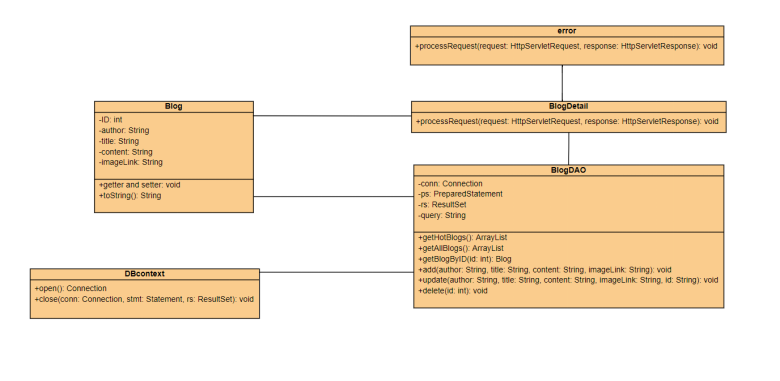 error
+processRequest(request: HttpServletRequest, response: HttpServletResponse): void
Blog
-ID: int
-author: String
-title: String
-content: String
-imageLink: String
+getter and setter: void
+toString(): String
BlogDetail
+processRequest(request: HttpServletRequest, response: HttpServletResponse): void
BlogDAO
-conn: Connection
-ps: PreparedStatement
-rs: ResultSet
-query: String
+getHotBlogs(): ArrayList
+getAllBlogs(): ArrayList
+getBlogByID(id: int): Blog
+add(author: String, title: String, content: String, imageLink: String): void
+update(author: String, title: String, content: String, imageLink: String, id: String): void
+delete(id: int): void
DBcontext
+open(): Connection
+close(conn: Connection, stmt: Statement, rs: ResultSet): void